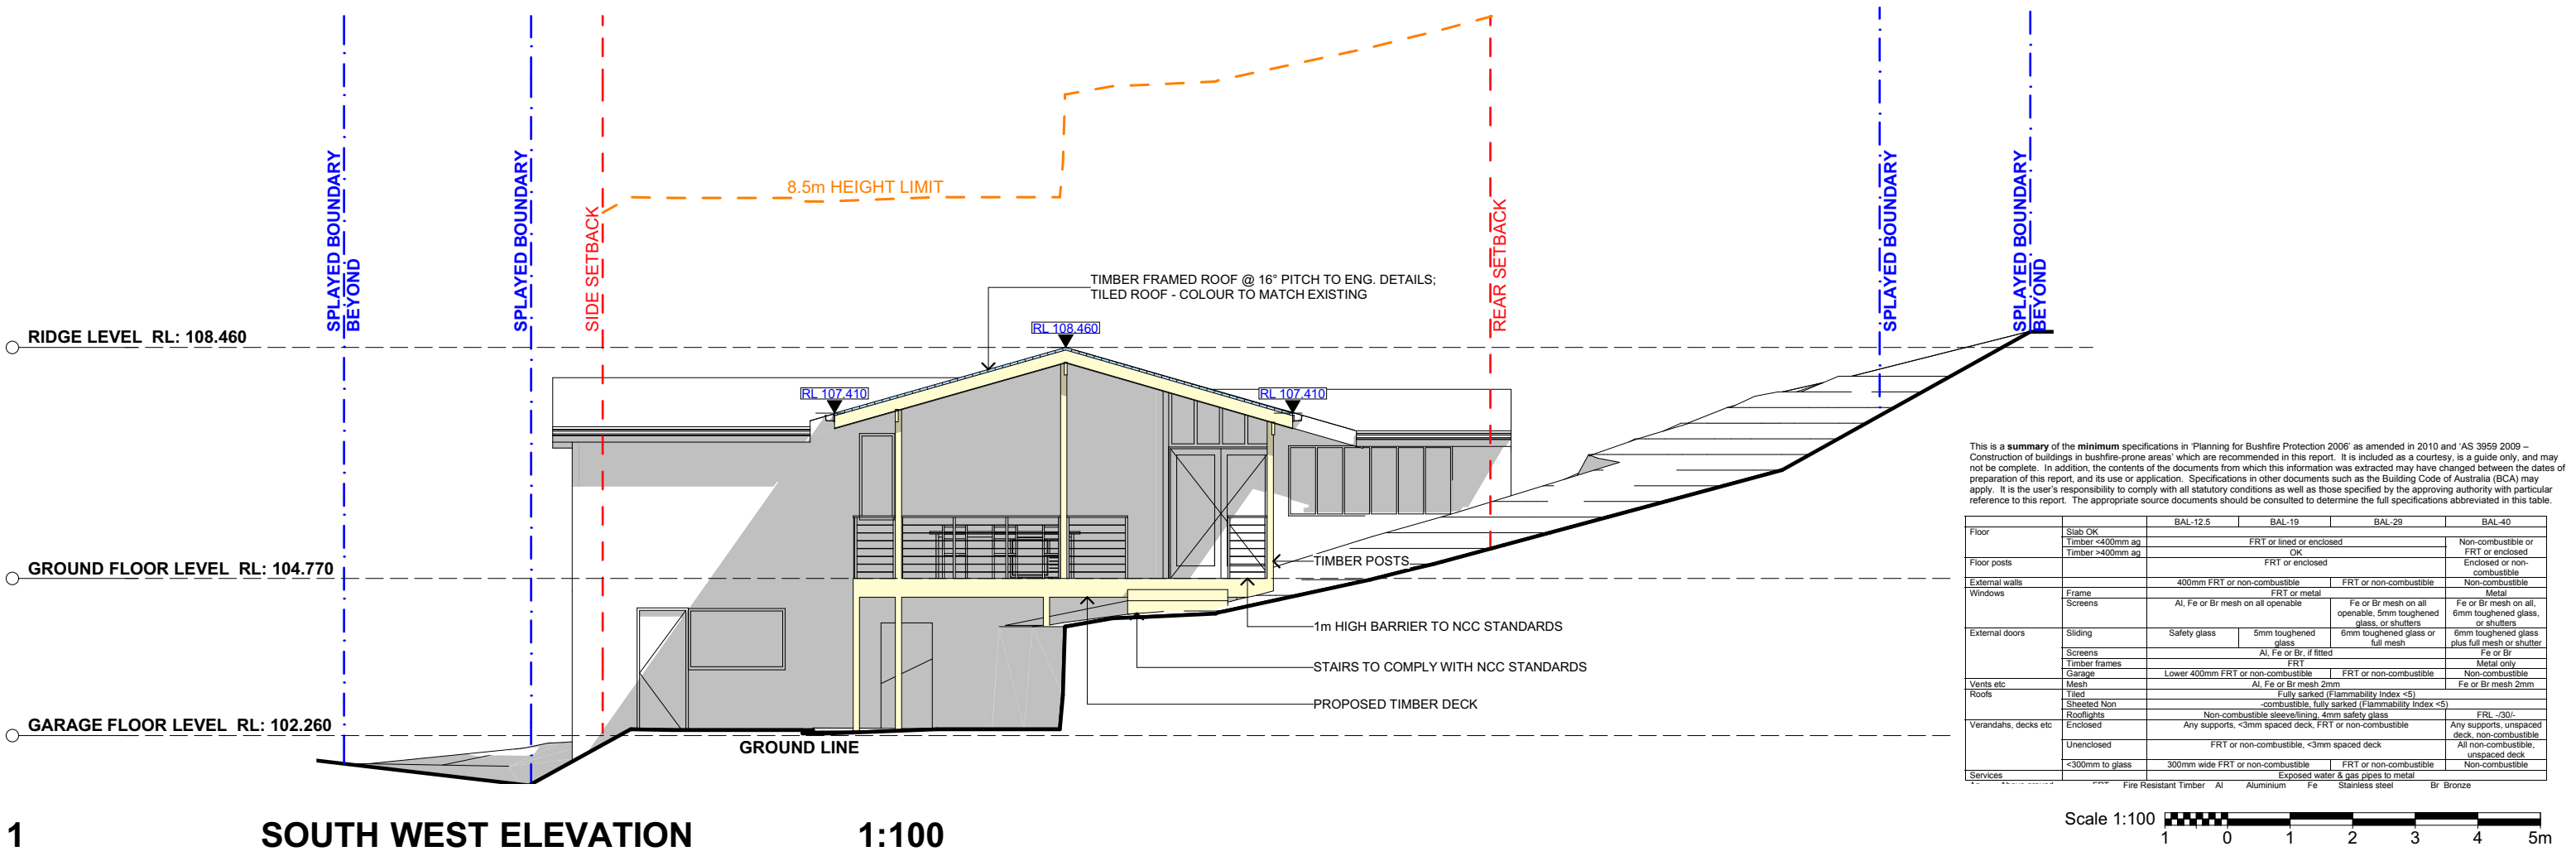 SPLAYED BOUNDARY
BEYOND
SPLAYED BOUNDARY
SIDE SETBACK
8.5m HEIGHT LIMIT
REAR SETBACK
SPLAYED BOUNDARY
SPLAYED BOUNDARY
BEYOND
TIMBER FRAMED ROOF @ 16° PITCH TO ENG. DETAILS;
TILED ROOF - COLOUR TO MATCH EXISTING
RIDGE LEVEL RL: 108.460
RL 108.460
RL 107.410
RL 107.410
GROUND FLOOR LEVEL RL: 104.770
TIMBER POSTS
1m HIGH BARRIER TO NCC STANDARDS
STAIRS TO COMPLY WITH NCC STANDARDS
PROPOSED TIMBER DECK
GARAGE FLOOR LEVEL RL: 102.260
GROUND LINE
This is a summary of the minimum specifications in 'Planning for Bushfire Protection 2006' as amended in 2010 and 'AS 3959 2009 –
Construction of buildings in bushfire-prone areas' which are recommended in this report. It is included as a courtesy, is a guide only, and may
not be complete. In addition, the contents of the documents from which this information was extracted may have changed between the dates of
preparation of this report, and its use or application. Specifications in other documents such as the Building Code of Australia (BCA) may
apply. It is the user's responsibility to comply with all statutory conditions as well as those specified by the approving authority with particular
reference to this report. The appropriate source documents should be consulted to determine the full specifications abbreviated in this table.
BAL-12.5 BAL-19 BAL-29 BAL-40
Floor Slab OK
Timber <400mm ag FRT or lined or enclosed Non-combustible or
Timber >400mm ag OK FRT or enclosed
Floor posts FRT or enclosed Enclosed or non-
combustible
External walls 400mm FRT or non-combustible FRT or non-combustible Non-combustible
Windows Frame FRT or metal Metal
Screens Al, Fe or Br mesh on all openable Fe or Br mesh on all Fe or Br mesh on all,
openable, 5mm toughened 6mm toughened glass,
glass, or shutters or shutters
External doors Sliding Safety glass 5mm toughened 6mm toughened glass or 6mm toughened glass
glass full mesh plus full mesh or shutter
Screens Al, Fe or Br, if fitted Fe or Br
Timber frames FRT Metal only
Garage Lower 400mm FRT or non-combustible FRT or non-combustible Non-combustible
Vents etc Mesh Al, Fe or Br mesh 2mm Fe or Br mesh 2mm
Roofs Tiled Fully sarked (Flammability Index <5)
Sheeted Non -combustible, fully sarked (Flammability Index <5)
Rooflights Non-combustible sleeve/lining, 4mm safety glass FRL -/30/-
Verandahs, decks etc Enclosed Any supports, <3mm spaced deck, FRT or non-combustible Any supports, unspaced
deck, non-combustible
Unenclosed FRT or non-combustible, <3mm spaced deck All non-combustible,
unspaced deck
<300mm to glass 300mm wide FRT or non-combustible FRT or non-combustible Non-combustible
Services Exposed water & gas pipes to metal
Fire Resistant Timber Al Aluminium Fe Stainless steel Br Bronze
1 SOUTH WEST ELEVATION 1:100
Scale 1:100
1 0 1 2 3 4 5m